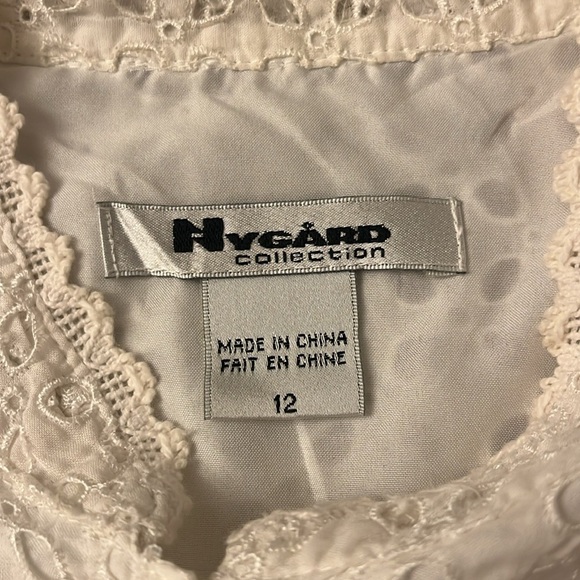 NYGÅRD
collection
MADE IN CHINA
FAIT EN CHINE
12